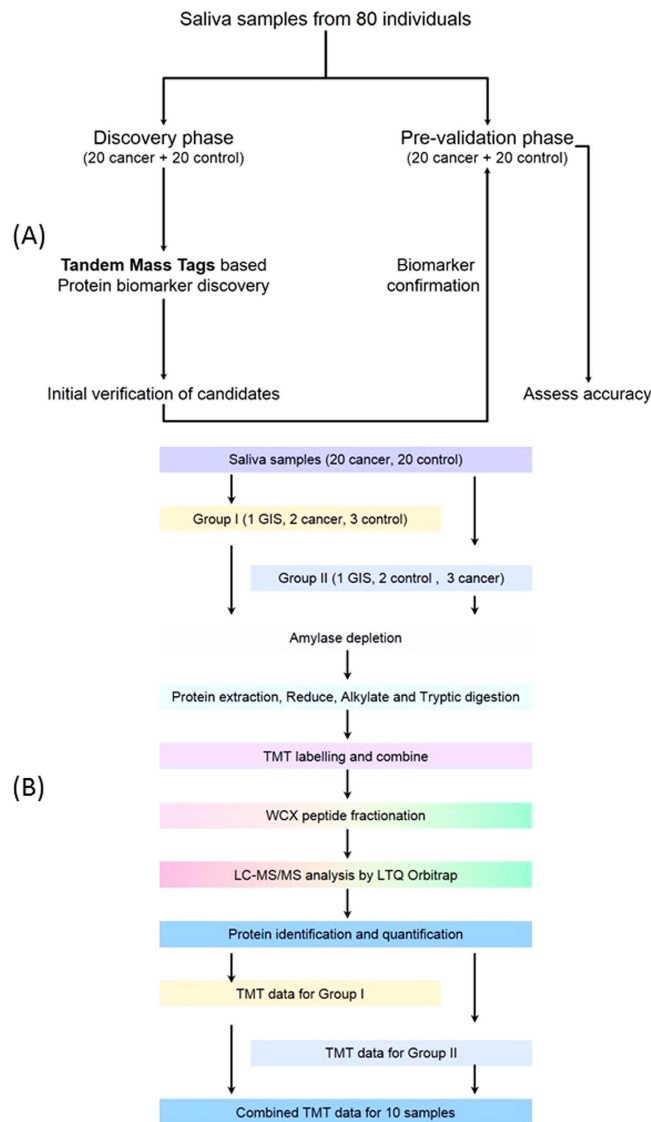 Saliva samples from 80 individuals
Discovery phase
(20 cancer + 20 control)
Pre-validation phase
(20 cancer + 20 control)
(A)
Tandem Mass Tags based
Protein biomarker discovery
Biomarker
confirmation
Initial verification of candidates
Assess accuracy
Saliva samples (20 cancer, 20 control)
Group I (1 GIS, 2 cancer, 3 control)
Group II (1 GIS, 2 control , 3 cancer)
Amylase depletion
Protein extraction, Reduce, Alkylate and Tryptic digestion
TMT labelling and combine
(B)
WCX peptide fractionation
LC-MS/MS analysis by LTQ Orbitrap
Protein identification and quantification
TMT data for Group I
TMT data for Group II
Combined TMT data for 10 samples